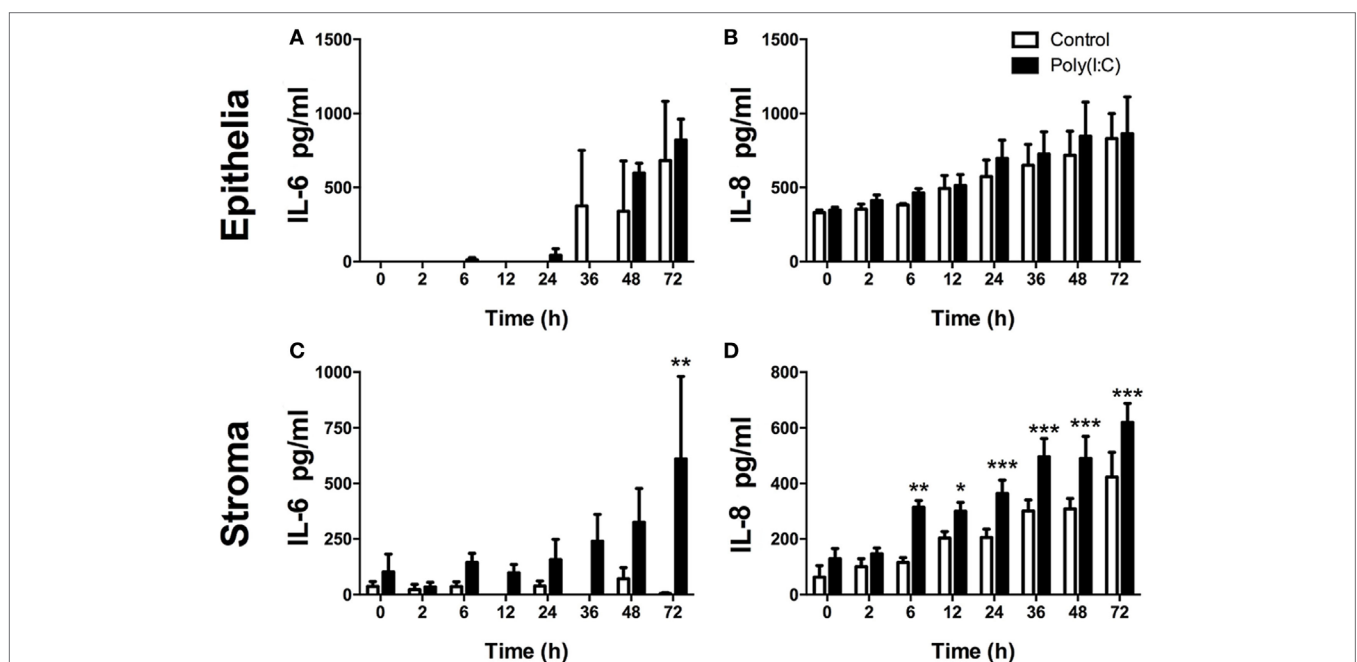 A
B
1500
1000
500
0
IL-6 pg/ml
0 2 6 12 24 36 48 72
Time (h)
1500
1000
500
0
IL-8 pg/ml
0 2 6 12 24 36 48 72
Time (h)
Control
Poly(I:C)
Epithelia
C
D
1000
750
500
250
0
IL-6 pg/ml
**
0 2 6 12 24 36 48 72
Time (h)
800
600
400
200
0
IL-8 pg/ml
** * *** *** *** ***
0 2 6 12 24 36 48 72
Time (h)
Stroma